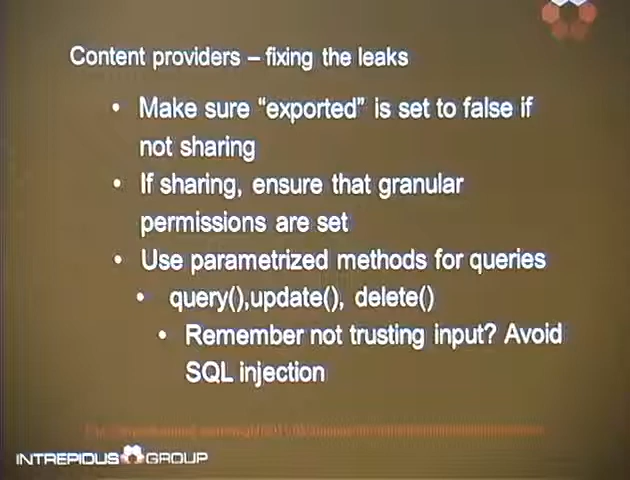 Content providers – fixing the leaks
• Make sure “exported” is set to false if
not sharing
• If sharing, ensure that granular
permissions are set
• Use parametrized methods for queries
• query(),update(), delete()
• Remember not trusting input? Avoid
SQL injection
INTREPIDUS GROUP